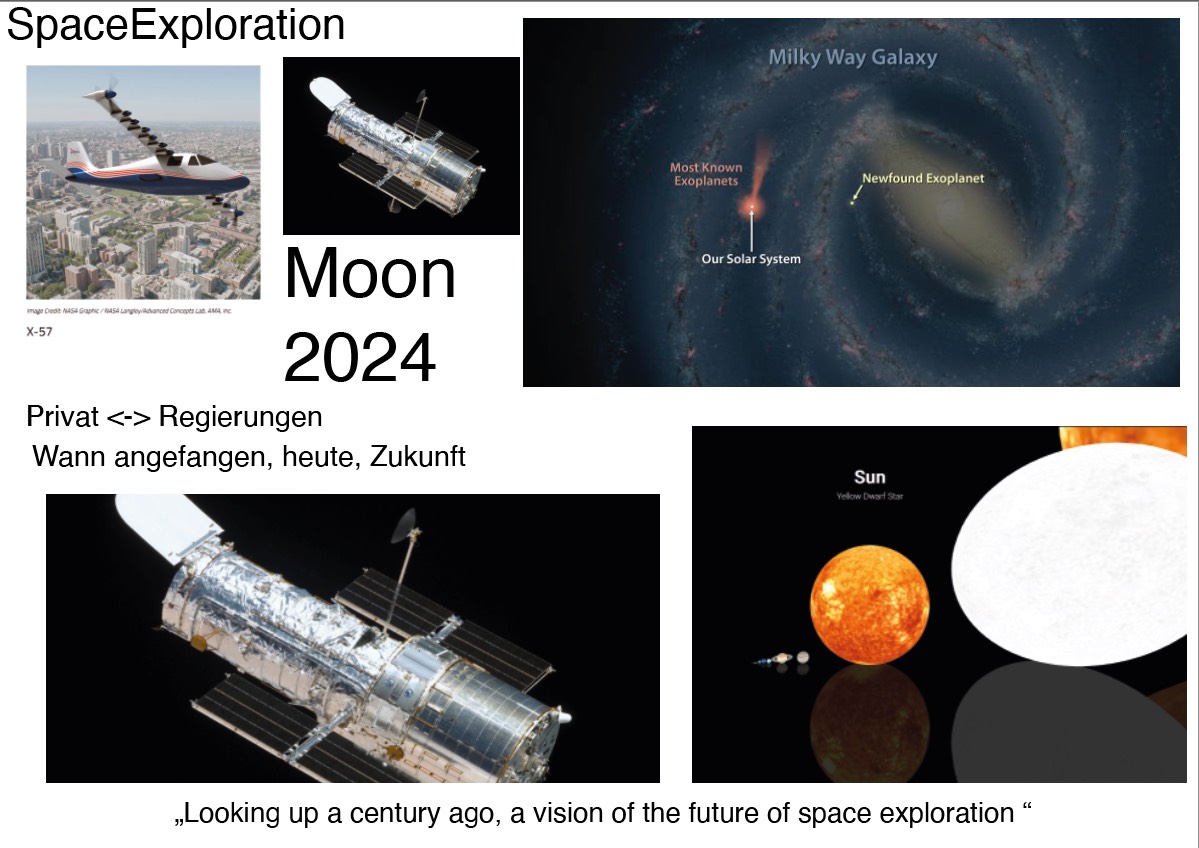 SpaceExploration
Image Credit: NASA Graphic / NASA Langley/Advanced Concepts Lab, AMA, Inc.
X-57
Moon
2024
Milky Way Galaxy
Most Known
Exoplanets
Newfound Exoplanet
Our Solar System
Privat <-> Regierungen
Wann angefangen, heute, Zukunft
Sun
Yellow Dwarf Star
„Looking up a century ago, a vision of the future of space exploration “